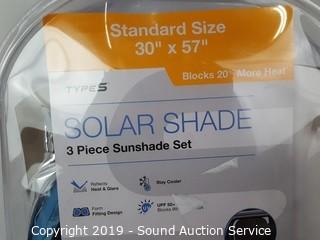 Standard Size
30" x 57"
Blocks 20% More Heat
TYPE S
SOLAR SHADE
3 Piece Sunshade Set
Reflects
Heat & Glare
Stay Cooler
Form
Fitting Design
UPF 50+
Copyright 2019 - Sound Auction Service